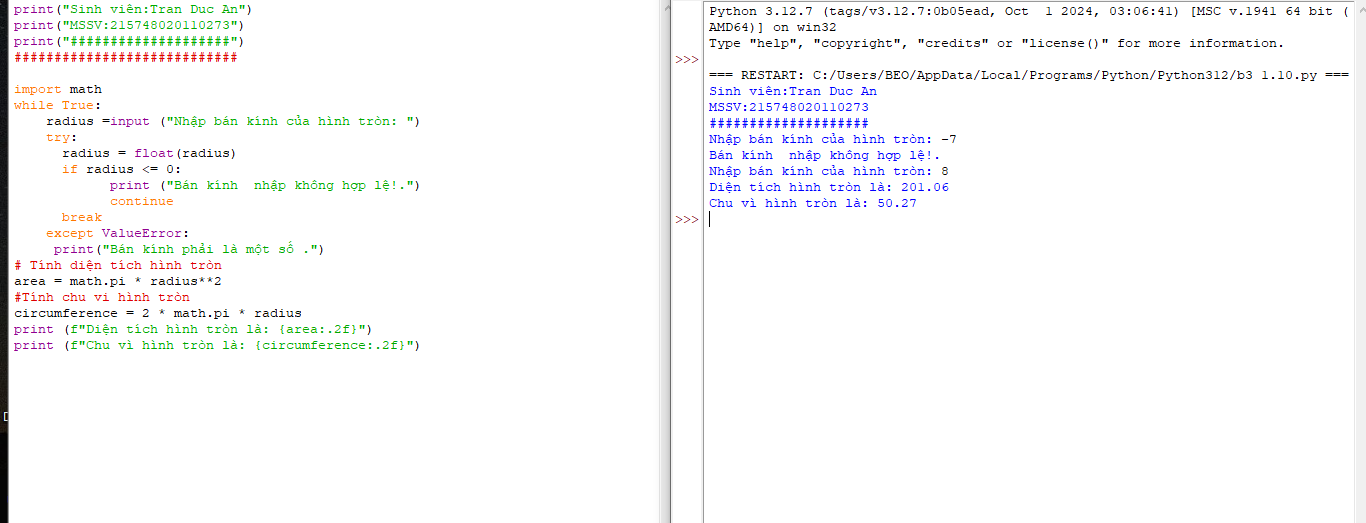 print("Sinh viên:Tran Duc An")
print("MSSV:215748020110273")
print("####################")
############################
import math
while True:
    radius =input ("Nhập bán kính của hình tròn: ")
    try:
      radius = float(radius)
      if radius <= 0:
            print ("Bán kính  nhập không hợp lệ!.")
            continue
      break
    except ValueError:
     print("Bán kính phải là một số .")
# Tính diện tích hình tròn
area = math.pi * radius**2
#Tính chu vi hình tròn
circumference = 2 * math.pi * radius
print (f"Diện tích hình tròn là: {area:.2f}")
print (f"Chu vì hình tròn là: {circumference:.2f}")
Python 3.12.7 (tags/v3.12.7:0b05ead, Oct  1 2024, 03:06:41) [MSC v.1941 64 bit (
AMD64)] on win32
Type "help", "copyright", "credits" or "license()" for more information.
>>>
=== RESTART: C:/Users/BEO/AppData/Local/Programs/Python/Python312/b3 1.10.py ===
Sinh viên:Tran Duc An
MSSV:215748020110273
####################
Nhập bán kính của hình tròn: -7
Bán kính  nhập không hợp lệ!.
Nhập bán kính của hình tròn: 8
Diện tích hình tròn là: 201.06
Chu vì hình tròn là: 50.27
>>>